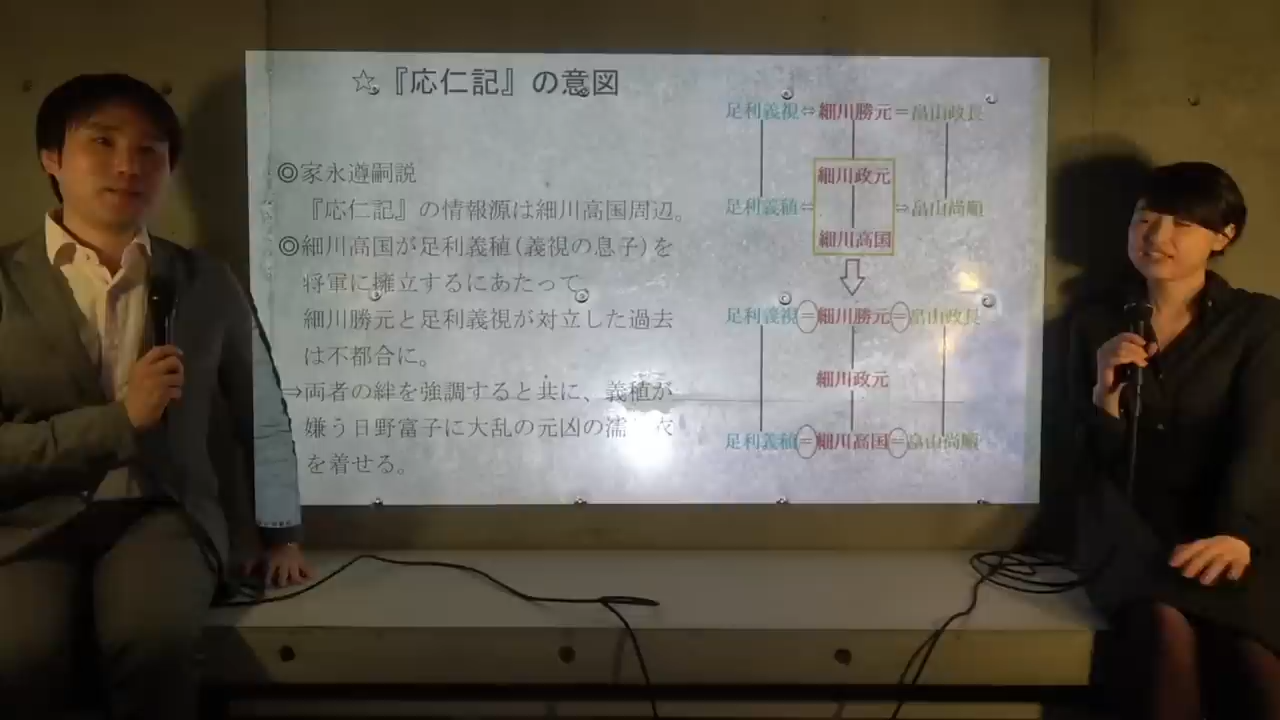 ☆『応仁記』の意図
◎家永遵嗣説
『応仁記』の情報源は細川高国周辺。
◎細川高国が足利義稙(義視の息子)を
将軍に擁立するにあたって、
細川勝元と足利義視が対立した過去
は不都合に。
⇒両者の絆を強調すると共に、義稙が
嫌う日野富子に大乱の元凶の濡れ衣
を着せる。
足利義視⇔細川勝元=畠山政長
細川政元
足利義稙⇔ ⇔畠山尚順
細川高国
足利義視=細川勝元=畠山政長
細川政元
足利義稙=細川高国=畠山尚順